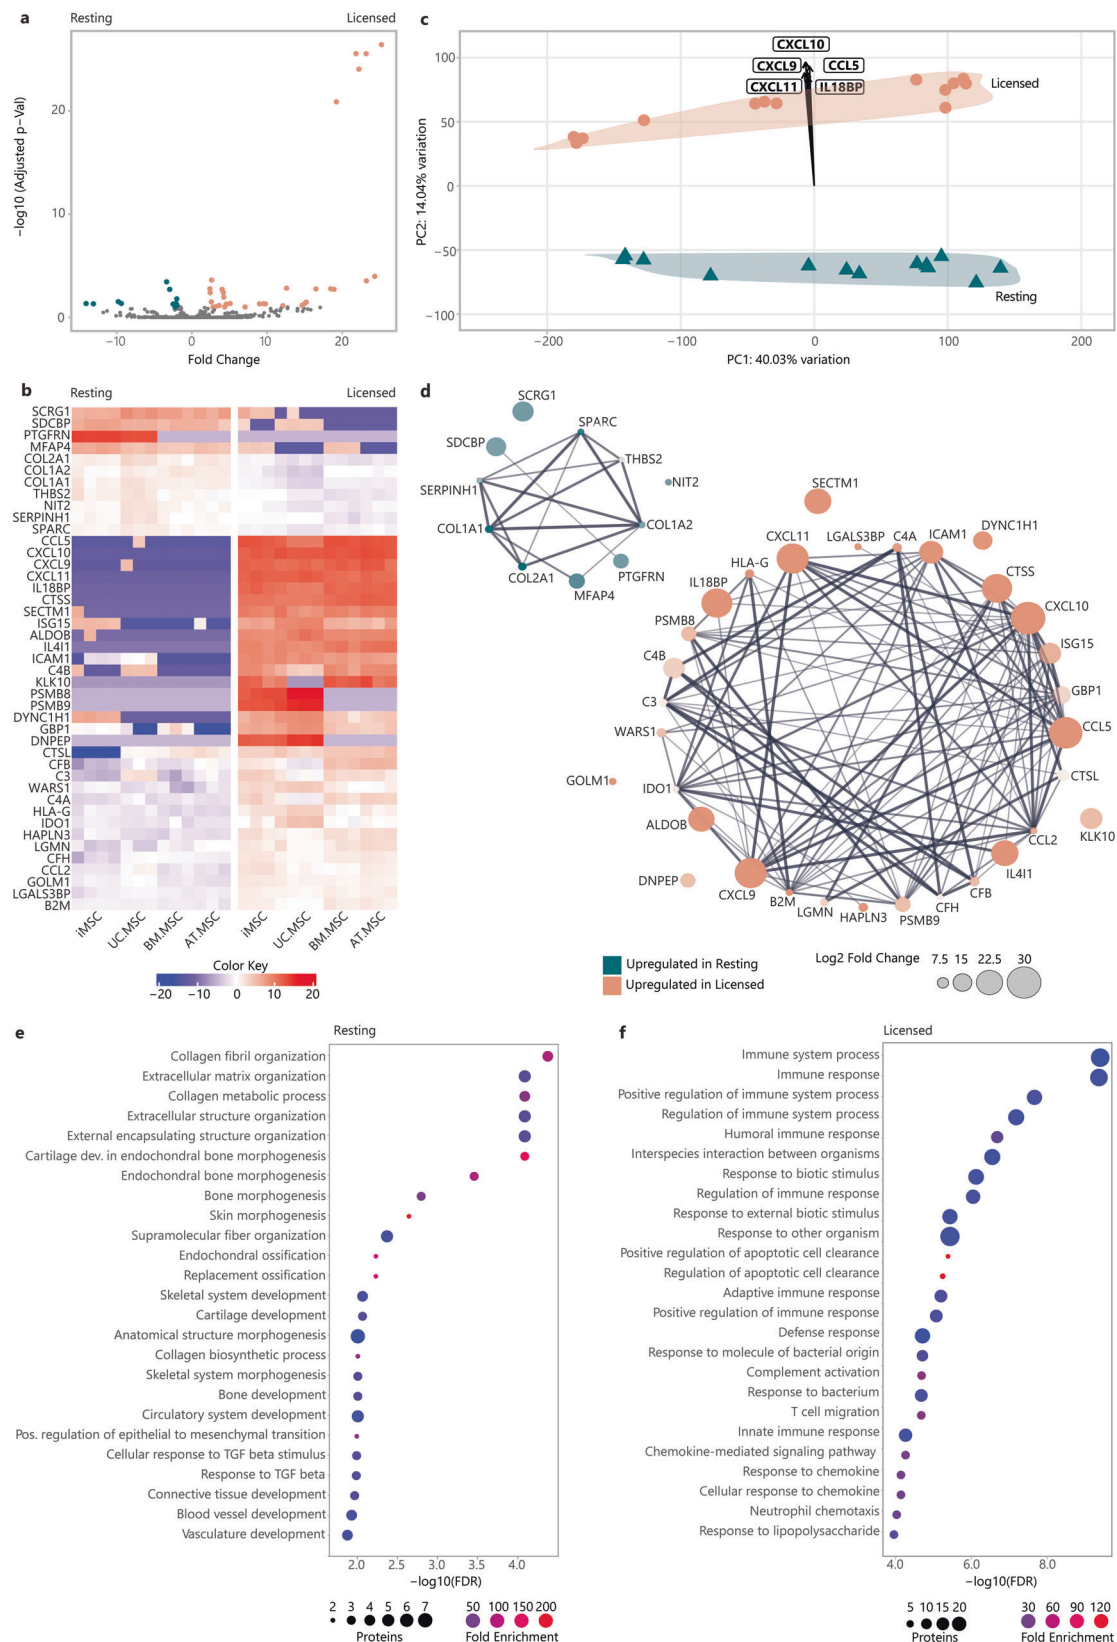 a
Resting
Licensed
−log10 (Adjusted p−Val)
20
10
0
−10
0
10
20
Fold Change
c
100
50
0
−50
−100
PC2: 14.04% variation
CXCL10
CXCL9
CCL5
CXCL11
IL18BP
Licensed
Resting
−200
−100
0
100
200
PC1: 40.03% variation
b
Resting
Licensed
SCRG1
SDCBP
PTGFRN
MFAP4
COL2A1
COL1A2
COL1A1
THBS2
NIT2
SERPINH1
SPARC
CCL5
CXCL10
CXCL9
CXCL11
IL18BP
CTSS
SECTM1
ISG15
ALDOB
IL4I1
ICAM1
C4B
KLK10
PSMB8
PSMB9
DYNC1H1
GBP1
DNPEP
CTSL
CFB
C3
WARS1
C4A
HLA-G
IDO1
HAPLN3
LGMN
CFH
CCL2
GOLM1
LGALS3BP
B2M
iMSC
UC.MSC
BM.MSC
AT.MSC
iMSC
UC.MSC
BM.MSC
AT.MSC
Color Key
−20
−10
0
10
20
d
SCRG1
SPARC
SDCBP
THBS2
NIT2
SERPINH1
COL1A1
COL1A2
COL2A1
PTGFRN
MFAP4
SECTM1
CXCL11
LGALS3BP
C4A
ICAM1
DYNC1H1
HLA-G
CTSS
IL18BP
CXCL10
PSMB8
ISG15
C4B
GBP1
C3
CCL5
WARS1
CTSL
GOLM1
IDO1
ALDOB
CCL2
KLK10
IL4I1
DNPEP
CXCL9
B2M
LGMN
HAPLN3
PSMB9
CFH
CFB
Upregulated in Resting
Upregulated in Licensed
Log2 Fold Change
7.5
15
22.5
30
e
Resting
Collagen fibril organization
Extracellular matrix organization
Collagen metabolic process
Extracellular structure organization
External encapsulating structure organization
Cartilage dev. in endochondral bone morphogenesis
Endochondral bone morphogenesis
Bone morphogenesis
Skin morphogenesis
Supramolecular fiber organization
Endochondral ossification
Replacement ossification
Skeletal system development
Cartilage development
Anatomical structure morphogenesis
Collagen biosynthetic process
Skeletal system morphogenesis
Bone development
Circulatory system development
Pos. regulation of epithelial to mesenchymal transition
Cellular response to TGF beta stimulus
Response to TGF beta
Connective tissue development
Blood vessel development
Vasculature development
2.0
2.5
3.0
3.5
4.0
−log10(FDR)
2 3 4 5 6 7
Proteins
50 100 150 200
Fold Enrichment
f
Licensed
Immune system process
Immune response
Positive regulation of immune system process
Regulation of immune system process
Humoral immune response
Interspecies interaction between organisms
Response to biotic stimulus
Regulation of immune response
Response to external biotic stimulus
Response to other organism
Positive regulation of apoptotic cell clearance
Regulation of apoptotic cell clearance
Adaptive immune response
Positive regulation of immune response
Defense response
Response to molecule of bacterial origin
Complement activation
Response to bacterium
T cell migration
Innate immune response
Chemokine-mediated signaling pathway
Response to chemokine
Cellular response to chemokine
Neutrophil chemotaxis
Response to lipopolysaccharide
4.0
6.0
8.0
−log10(FDR)
5 10 15 20
Proteins
30 60 90 120
Fold Enrichment